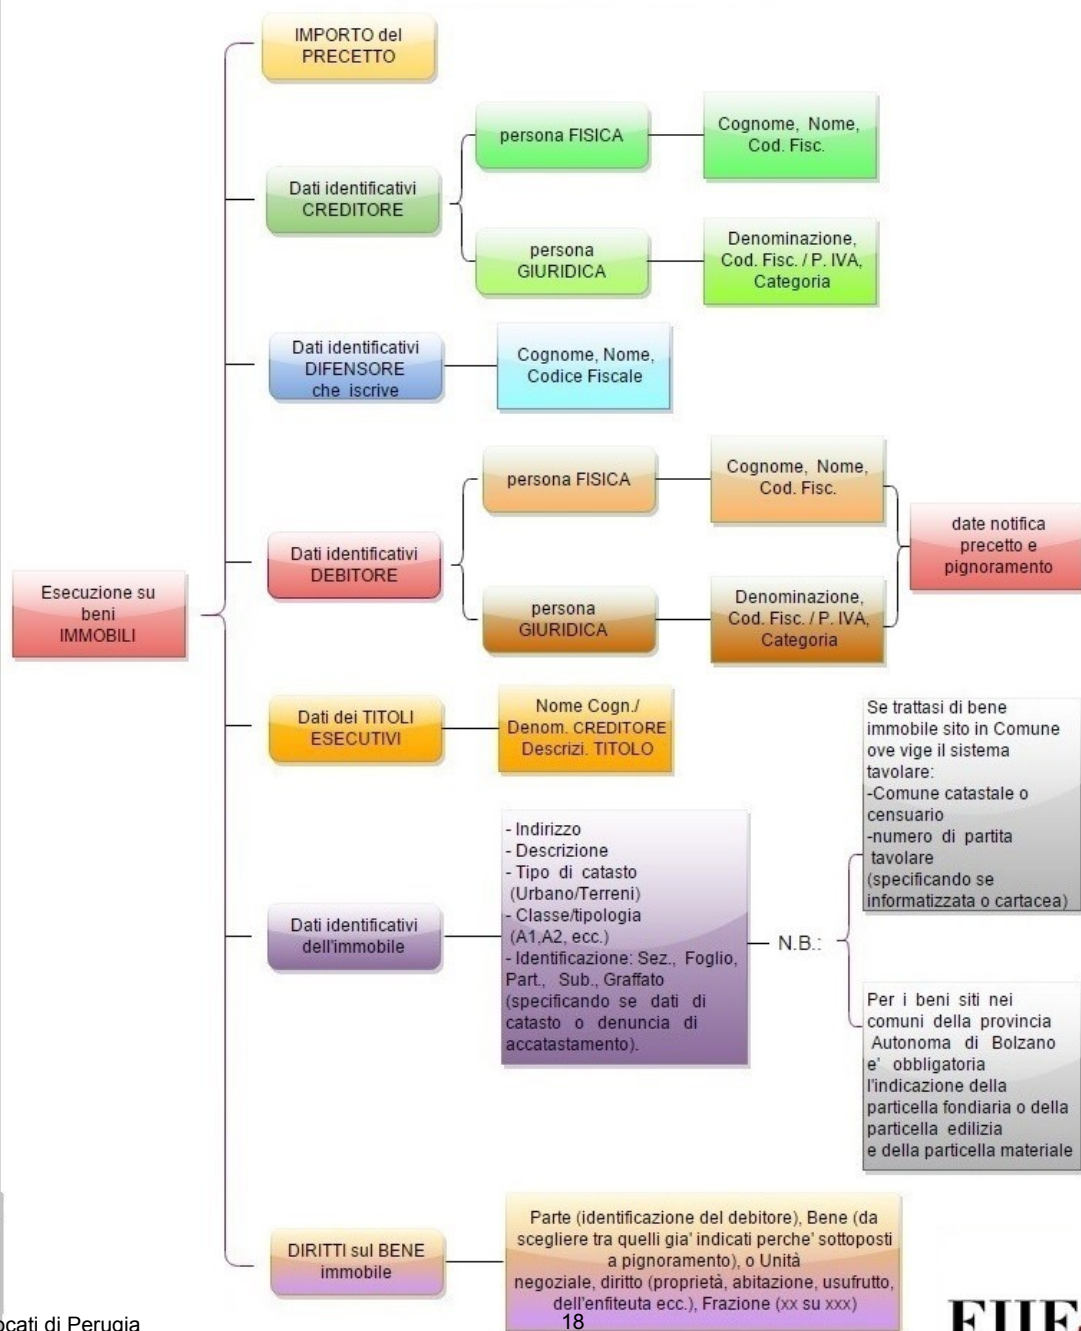 IMPORTO del
PRECETTO
persona FISICA
Cognome, Nome,
Cod. Fisc.
Dati identificativi
CREDITORE
persona
GIURIDICA
Denominazione,
Cod. Fisc. / P. IVA,
Categoria
Dati identificativi
DIFENSORE
che iscrive
Cognome, Nome,
Codice Fiscale
persona FISICA
Cognome, Nome,
Cod. Fisc.
date notifica
precetto e
pignoramento
Dati identificativi
DEBITORE
persona
GIURIDICA
Denominazione,
Cod. Fisc. / P. IVA,
Categoria
Esecuzione su
beni
IMMOBILI
Dati dei TITOLI
ESECUTIVI
Nome Cogn./
Denom. CREDITORE
Descrizi. TITOLO
Se trattasi di bene
immobile sito in Comune
ove vige il sistema
tavolare:
-Comune catastale o
censuario
-numero di partita
tavolare
(specificando se
informatizzata o cartacea)
Dati identificativi
dell'immobile
- Indirizzo
- Descrizione
- Tipo di catasto
(Urbano/Terreni)
- Classe/tipologia
(A1,A2, ecc.)
- Identificazione: Sez., Foglio,
Part., Sub., Graffato
(specificando se dati di
catasto o denuncia di
accatastamento).
N.B.:
Per i beni siti nei
comuni della provincia
Autonoma di Bolzano
e' obbligatoria
l'indicazione della
particella fondiaria o della
particella edilizia
e della particella materiale
DIRITTI sul BENE
immobile
Parte (identificazione del debitore), Bene (da
scegliere tra quelli gia' indicati perche' sottoposti
a pignoramento), o Unità
negoziale, diritto (proprietà, abitazione, usufrutto,
dell'enfiteuta ecc.), Frazione (xx su xxx)
ocati di Perugia
18